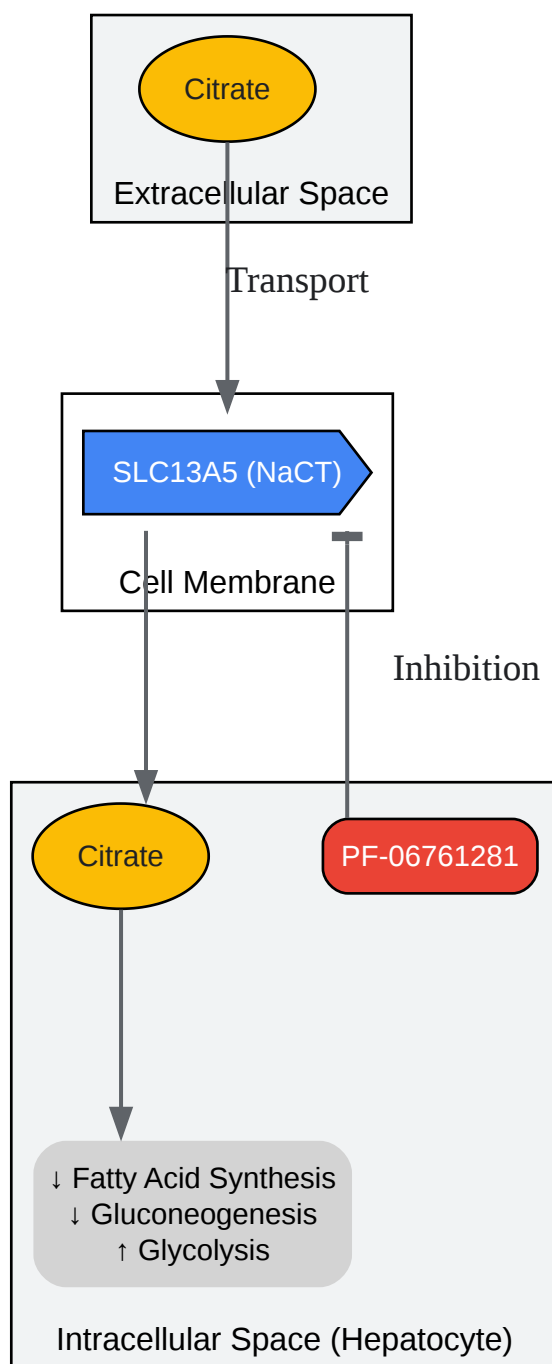 Citrate
Extracellular Space
Transport
SLC13A5 (NaCT)
Cell Membrane
Inhibition
Citrate
PF-06761281
↓ Fatty Acid Synthesis
↓ Gluconeogenesis
↑ Glycolysis
Intracellular Space (Hepatocyte)